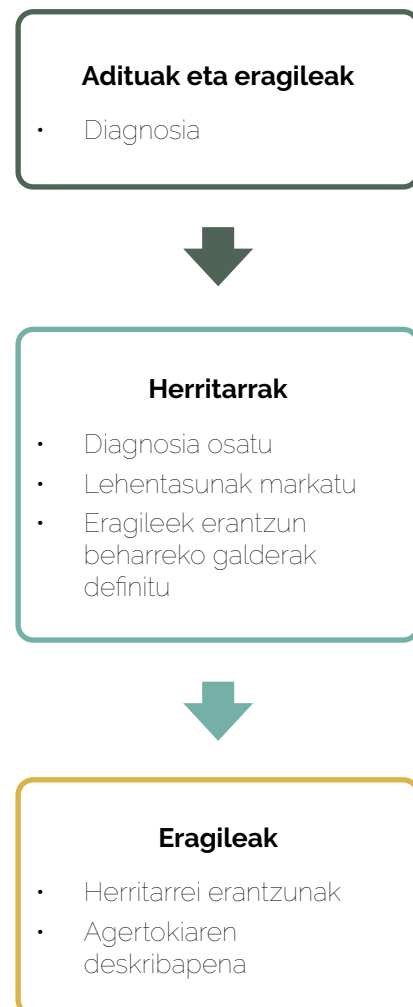 Adituak eta eragileak
• Diagnosia
Herritarrak
• Diagnosia osatu
• Lehentasunak markatu
• Eragileek erantzun
beharreko galderak
definitu
Eragileak
• Herritarrei erantzunak
• Agertokiaren
deskribapena